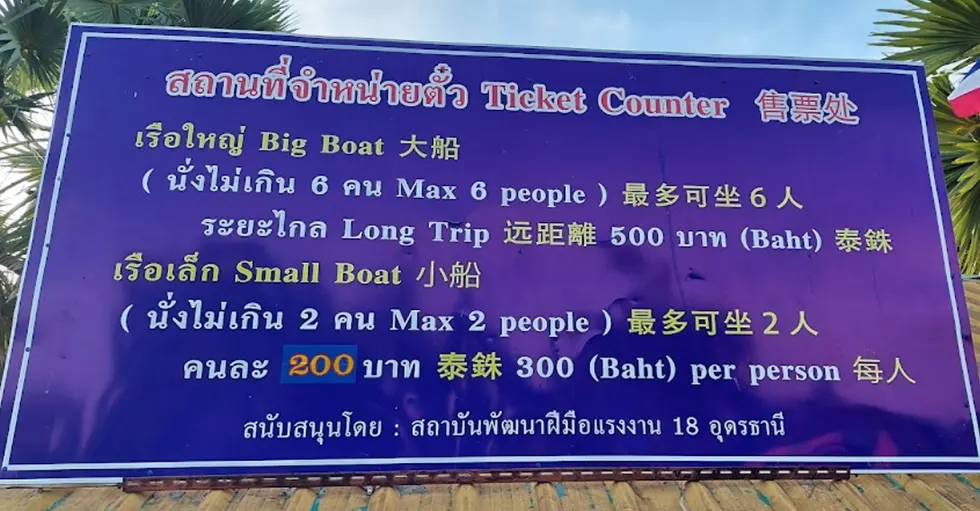 สถานที่จำหน่ายตั๋ว Ticket Counter 售票处
เรือใหญ่ Big Boat 大船
( นั่งไม่เกิน 6 คน Max 6 people ) 最多可坐6人
ระยะไกล Long Trip 远距離 500 บาท (Baht) 泰銖
เรือเล็ก Small Boat 小船
( นั่งไม่เกิน 2 คน Max 2 people ) 最多可坐2人
คนละ 200 บาท 泰銖 300 (Baht) per person 每人
สนับสนุนโดย : สถาบันพัฒนาฝีมือแรงงาน 18 อุดรธานี